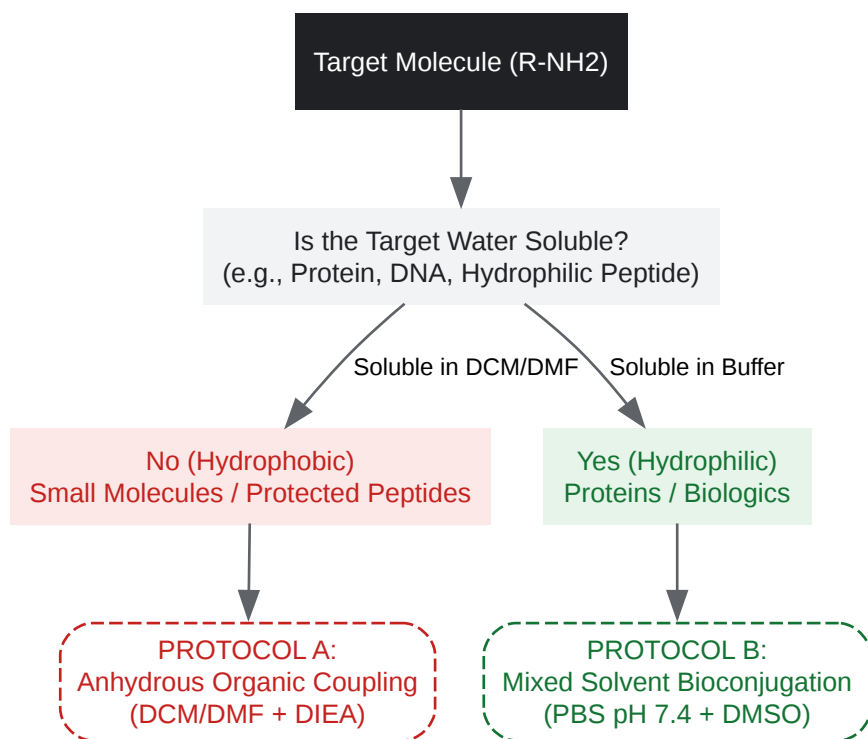 Target Molecule (R-NH2)
Is the Target Water Soluble?
(e.g., Protein, DNA, Hydrophilic Peptide)
Soluble in DCM/DMF
Soluble in Buffer
No (Hydrophobic)
Small Molecules / Protected Peptides
Yes (Hydrophilic)
Proteins / Biologics
PROTOCOL A:
Anhydrous Organic Coupling
(DCM/DMF + DIEA)
PROTOCOL B:
Mixed Solvent Bioconjugation
(PBS pH 7.4 + DMSO)